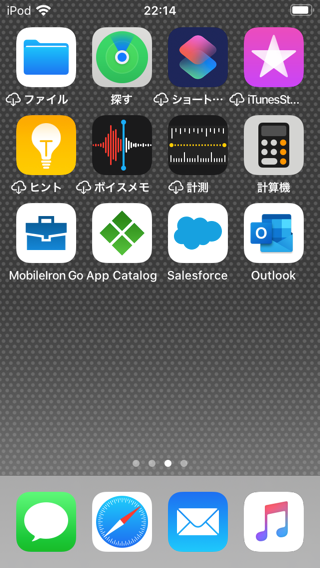 iPod 22:14
ファイル 探す ショート… iTunesSt…
ヒント ボイスメモ 計測 計算機
MobileIron Go App Catalog Salesforce Outlook